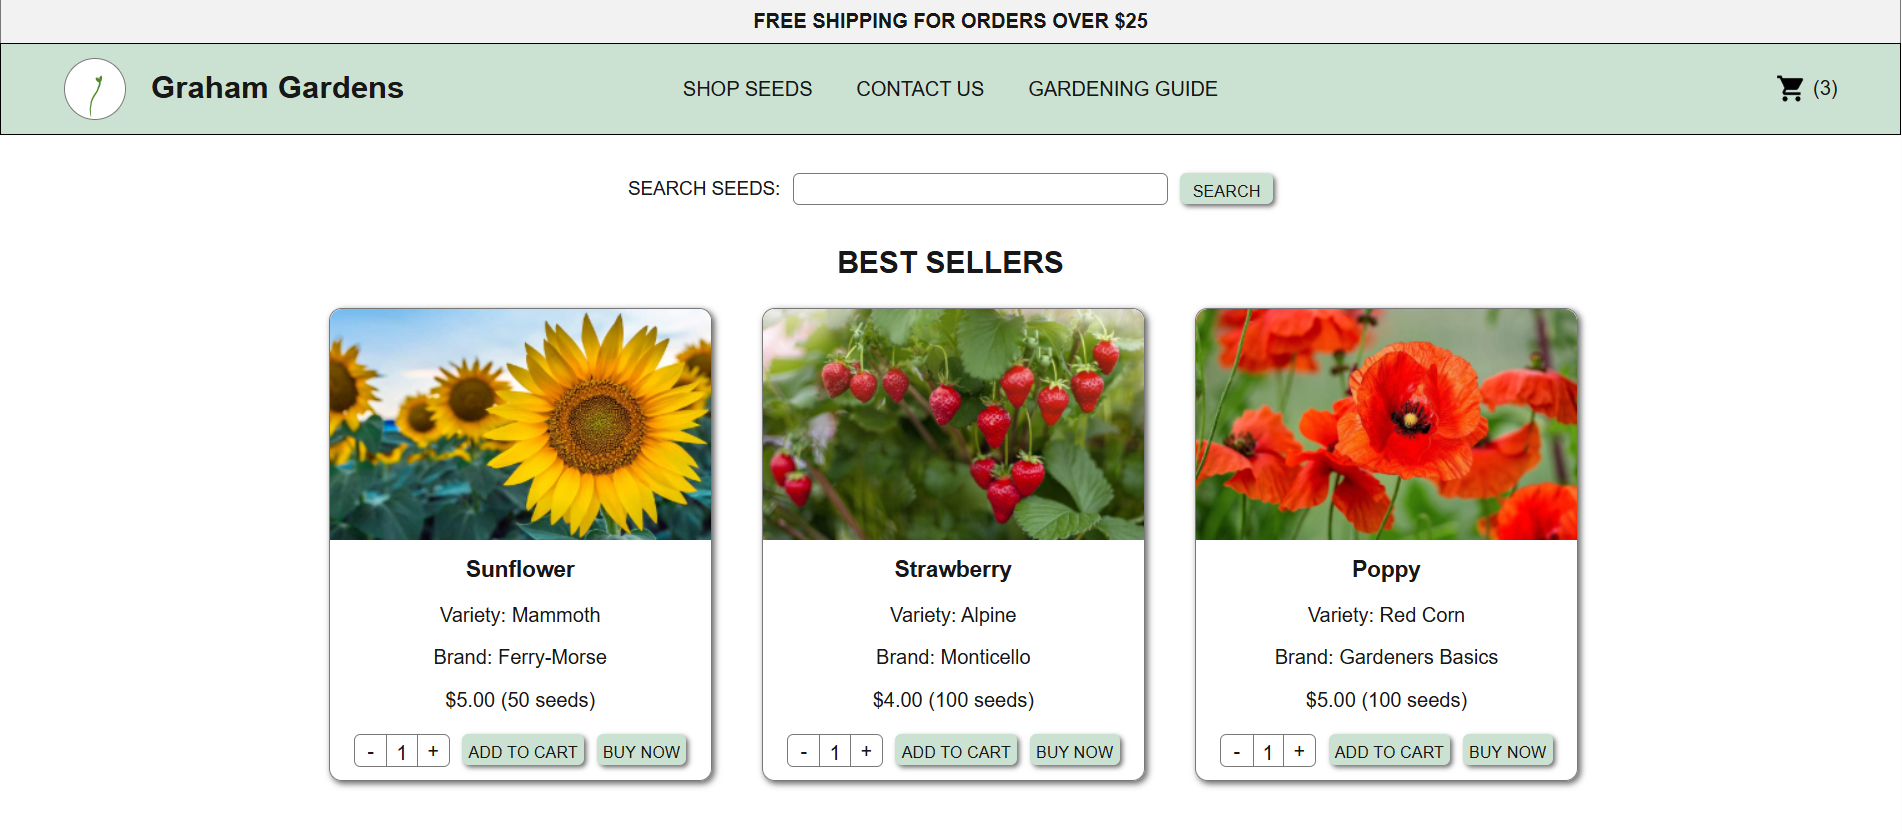 FREE SHIPPING FOR ORDERS OVER $25
Graham Gardens
SHOP SEEDS CONTACT US GARDENING GUIDE
(3)
SEARCH SEEDS: SEARCH
BEST SELLERS
Sunflower
Variety: Mammoth
Brand: Ferry-Morse
$5.00 (50 seeds)
- 1 + ADD TO CART BUY NOW
Strawberry
Variety: Alpine
Brand: Monticello
$4.00 (100 seeds)
- 1 + ADD TO CART BUY NOW
Poppy
Variety: Red Corn
Brand: Gardeners Basics
$5.00 (100 seeds)
- 1 + ADD TO CART BUY NOW